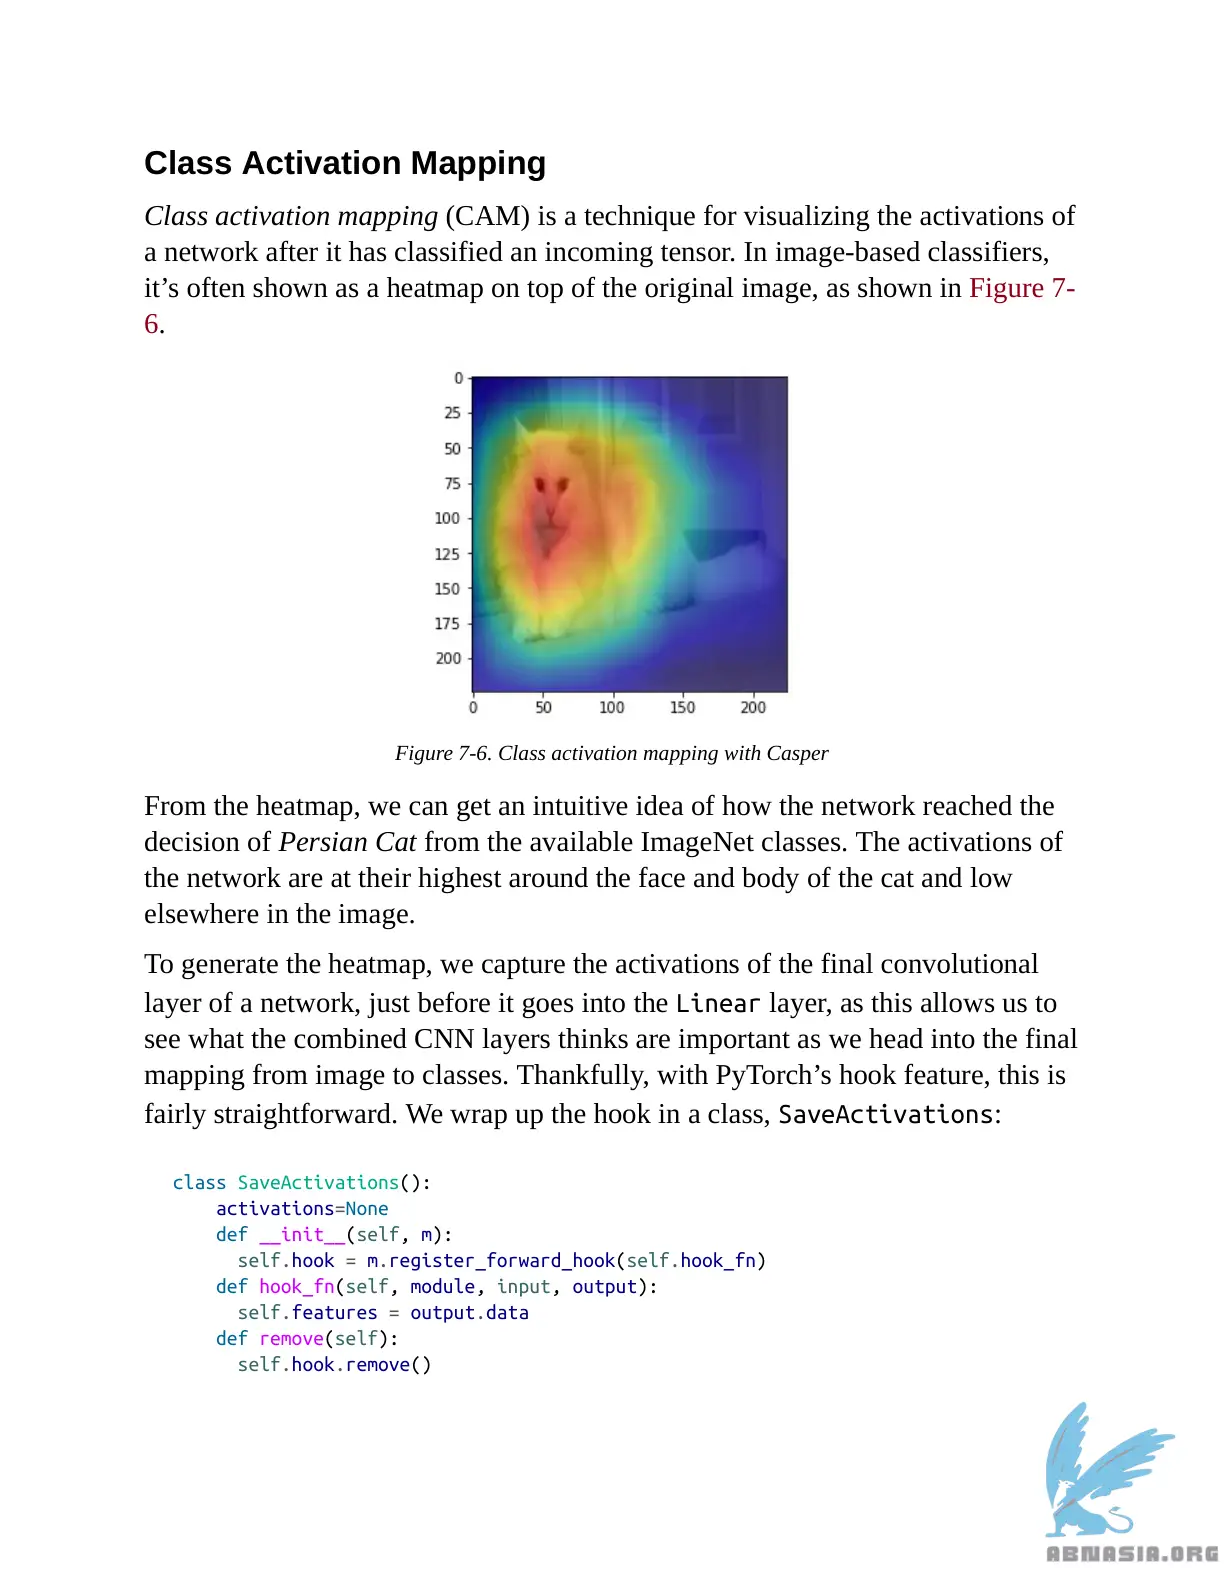 Class Activation Mapping
Class activation mapping (CAM) is a technique for visualizing the activations of
a network after it has classified an incoming tensor. In image-based classifiers,
it’s often shown as a heatmap on top of the original image, as shown in Figure 7-
6.
0
25
50
75
100
125
150
175
200
0 50 100 150 200
Figure 7-6. Class activation mapping with Casper
From the heatmap, we can get an intuitive idea of how the network reached the
decision of Persian Cat from the available ImageNet classes. The activations of
the network are at their highest around the face and body of the cat and low
elsewhere in the image.
To generate the heatmap, we capture the activations of the final convolutional
layer of a network, just before it goes into the Linear layer, as this allows us to
see what the combined CNN layers thinks are important as we head into the final
mapping from image to classes. Thankfully, with PyTorch’s hook feature, this is
fairly straightforward. We wrap up the hook in a class, SaveActivations:
class SaveActivations():
    activations=None
    def __init__(self, m):
      self.hook = m.register_forward_hook(self.hook_fn)
    def hook_fn(self, module, input, output):
      self.features = output.data
    def remove(self):
      self.hook.remove()
ABNASIA.ORG